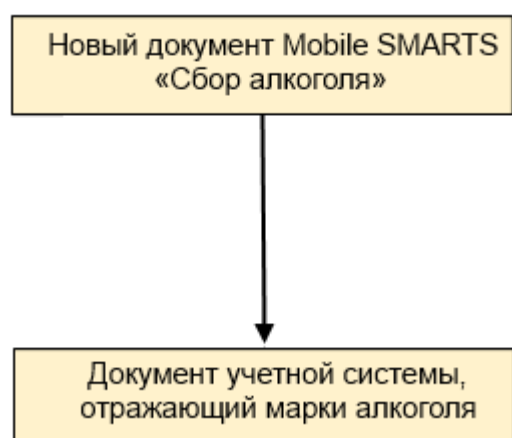 Новый документ Mobile SMARTS
«Сбор алкоголя»
Документ учетной системы,
отражающий марки алкоголя